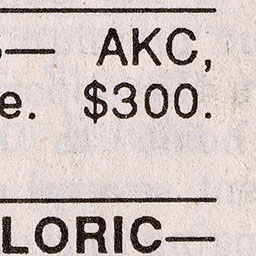 — AKC,
e. $300.
LORIC—